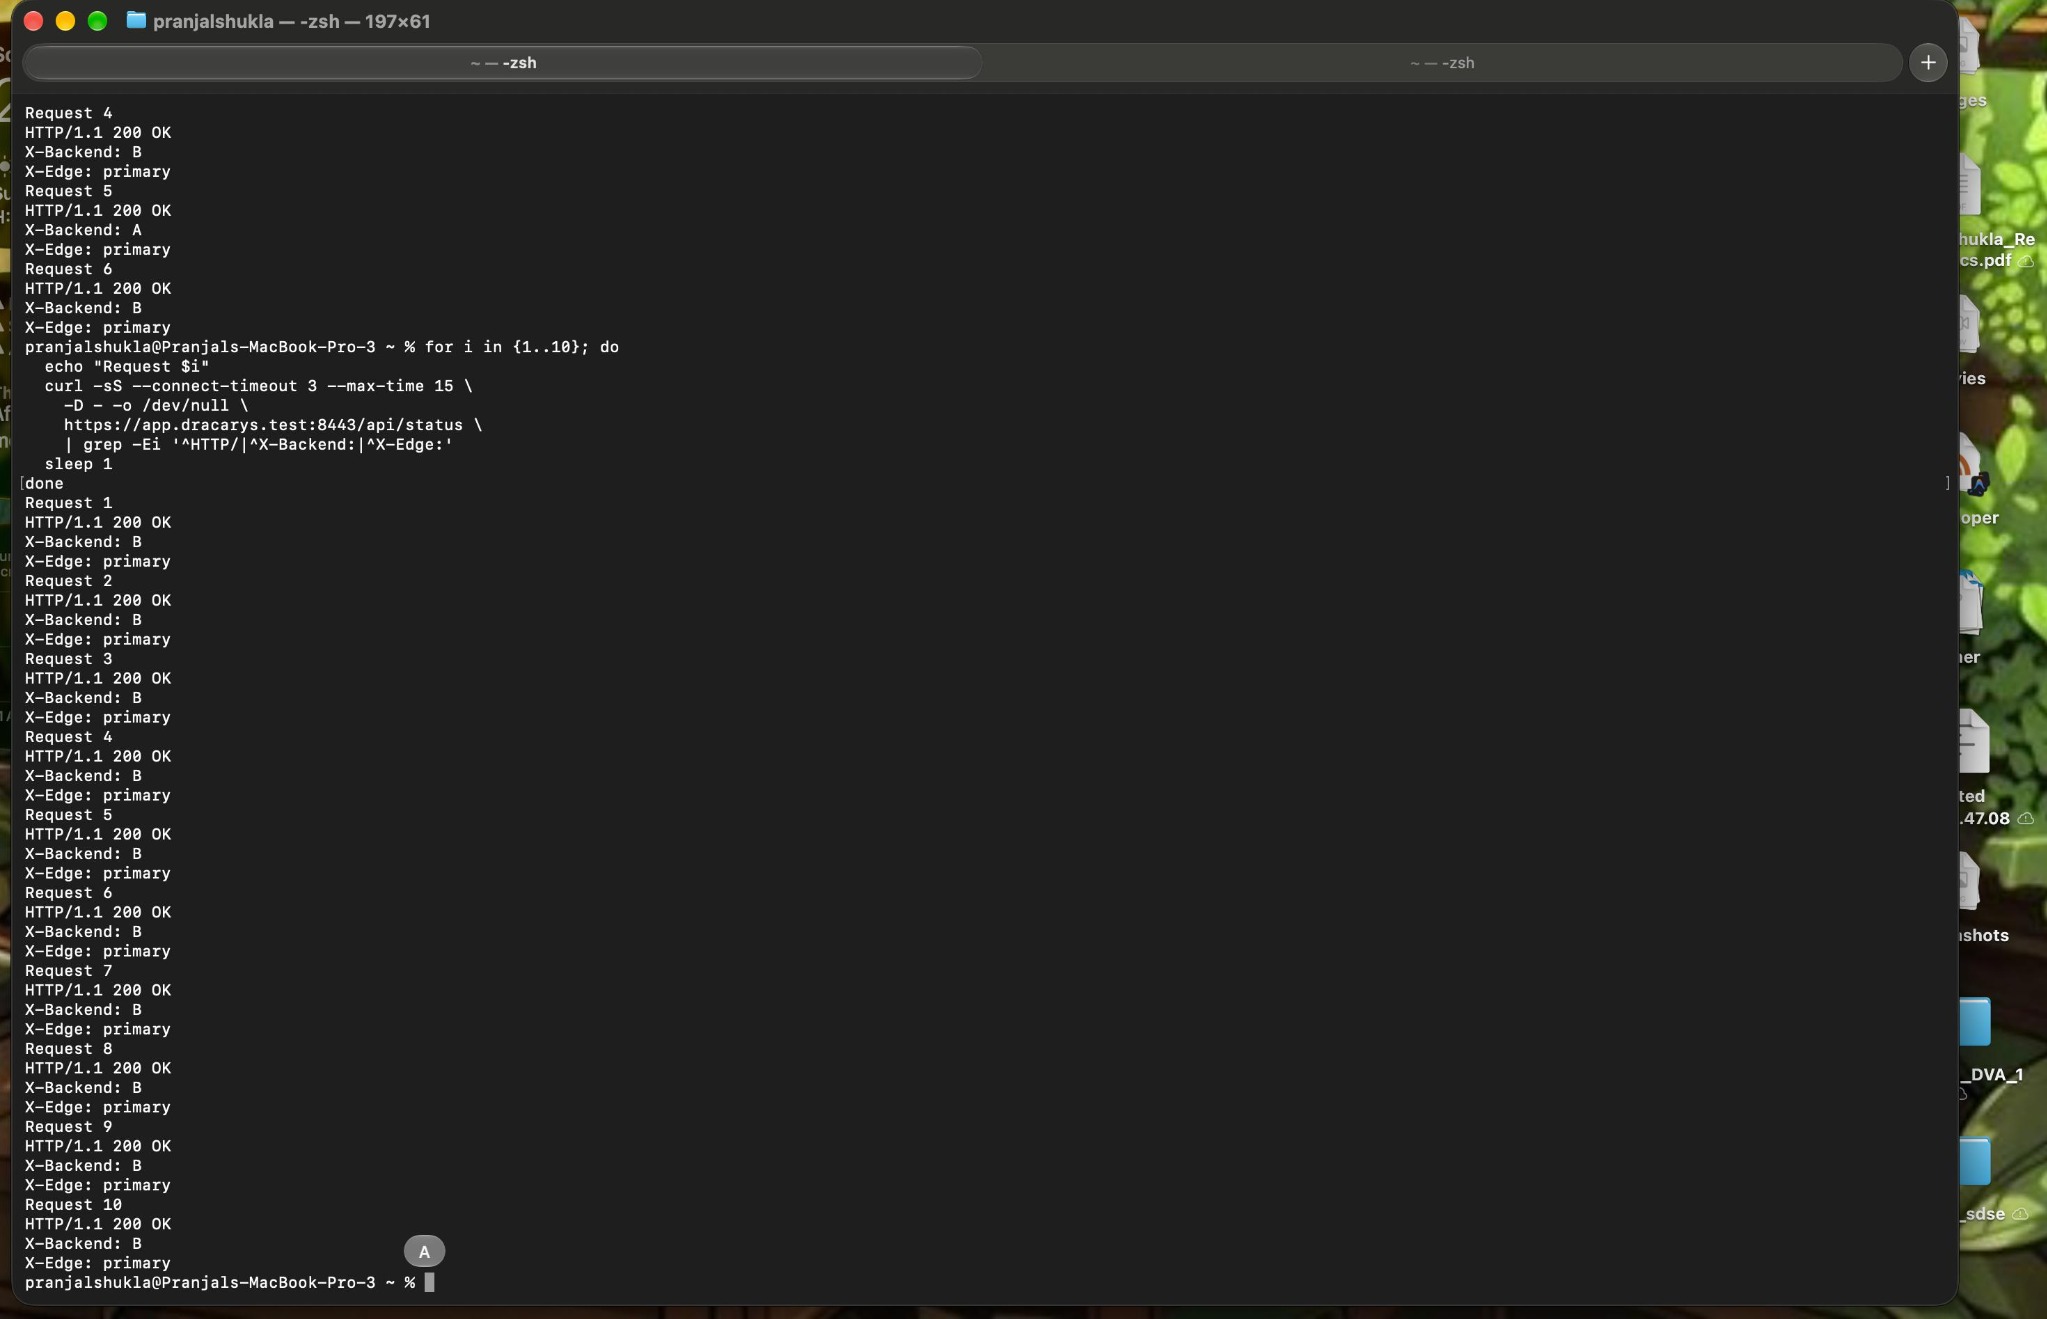 pranjalshukla — -zsh — 197×61
~ — -zsh
~ — -zsh
Request 4
HTTP/1.1 200 OK
X-Backend: B
X-Edge: primary
Request 5
HTTP/1.1 200 OK
X-Backend: A
X-Edge: primary
Request 6
HTTP/1.1 200 OK
X-Backend: B
X-Edge: primary
pranjalshukla@Pranjals-MacBook-Pro-3 ~ % for i in {1..10}; do
  echo "Request $i"
  curl -sS --connect-timeout 3 --max-time 15 \
    -D - -o /dev/null \
    https://app.dracarys.test:8443/api/status \
    | grep -Ei '^HTTP/|^X-Backend:|^X-Edge:'
  sleep 1
[done ]
Request 1
HTTP/1.1 200 OK
X-Backend: B
X-Edge: primary
Request 2
HTTP/1.1 200 OK
X-Backend: B
X-Edge: primary
Request 3
HTTP/1.1 200 OK
X-Backend: B
X-Edge: primary
Request 4
HTTP/1.1 200 OK
X-Backend: B
X-Edge: primary
Request 5
HTTP/1.1 200 OK
X-Backend: B
X-Edge: primary
Request 6
HTTP/1.1 200 OK
X-Backend: B
X-Edge: primary
Request 7
HTTP/1.1 200 OK
X-Backend: B
X-Edge: primary
Request 8
HTTP/1.1 200 OK
X-Backend: B
X-Edge: primary
Request 9
HTTP/1.1 200 OK
X-Backend: B
X-Edge: primary
Request 10
HTTP/1.1 200 OK
X-Backend: B
X-Edge: primary
A
pranjalshukla@Pranjals-MacBook-Pro-3 ~ %
ges
hukla_Re
cs.pdf
ies
oper
ted
.47.08
shots
_DVA_1
_sdse